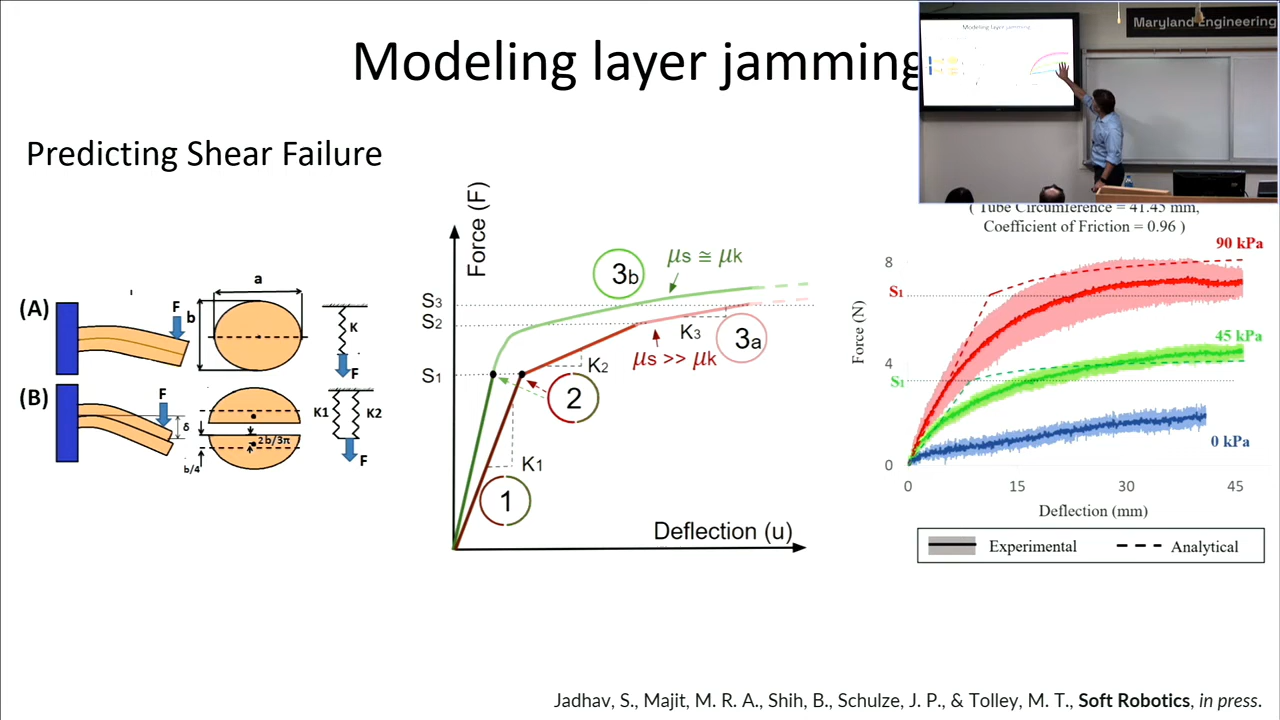 Modeling layer jamming
Maryland Engineering
Modeling layer jamming
Predicting Shear Failure
(A)
F
a
b
K
F
(B)
F
δ
b/4
2b/3π
K1
K2
F
Force (F)
S3
S2
S1
3b
μs ≅ μk
K3
3a
μs >> μk
K2
2
K1
1
Deflection (u)
( Tube Circumference = 41.45 mm,
Coefficient of Friction = 0.96 )
90 kPa
8
S1
Force (N)
45 kPa
4
S1
0 kPa
0
0 15 30 45
Deflection (mm)
Experimental Analytical
Jadhav, S., Majit, M. R. A., Shih, B., Schulze, J. P., & Tolley, M. T., Soft Robotics, in press.